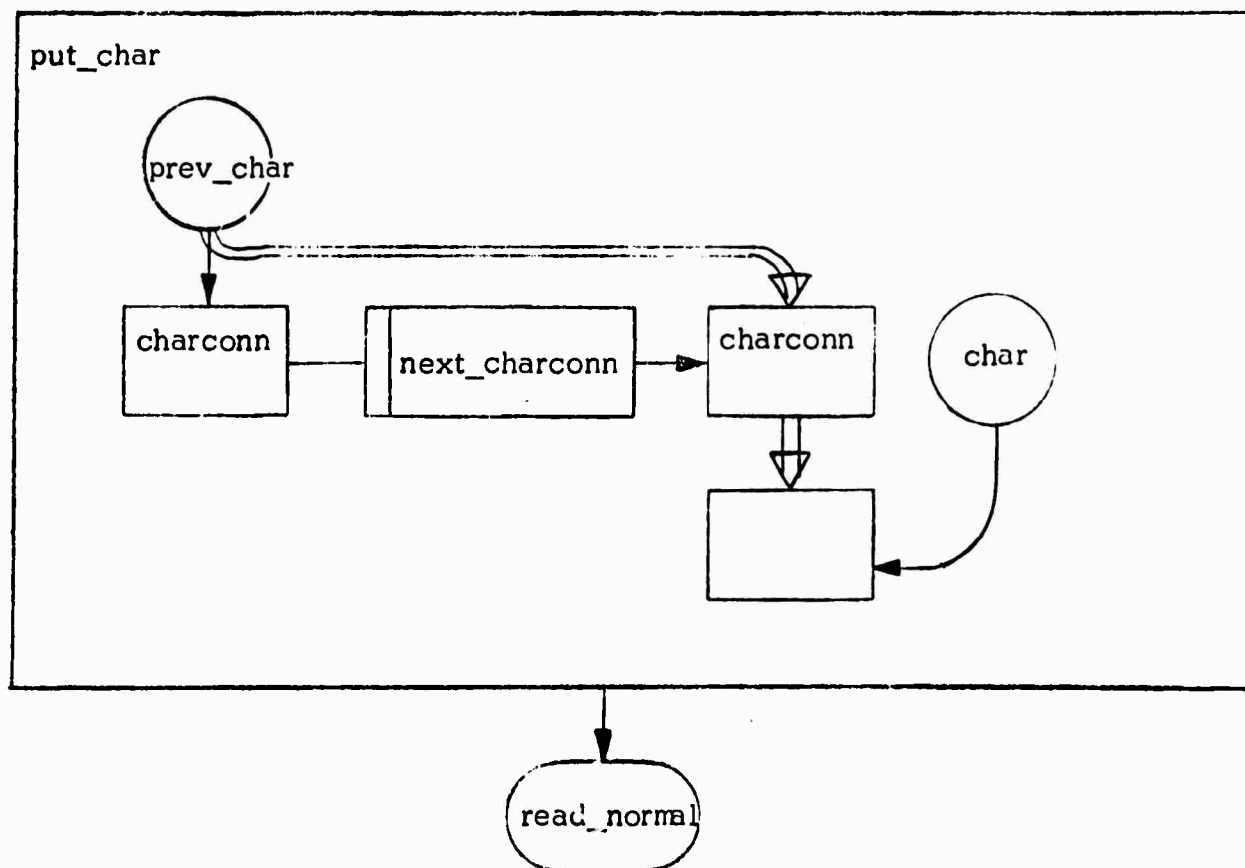 put_char
prev_char
charconn
next_charconn
charconn
char
read_normal